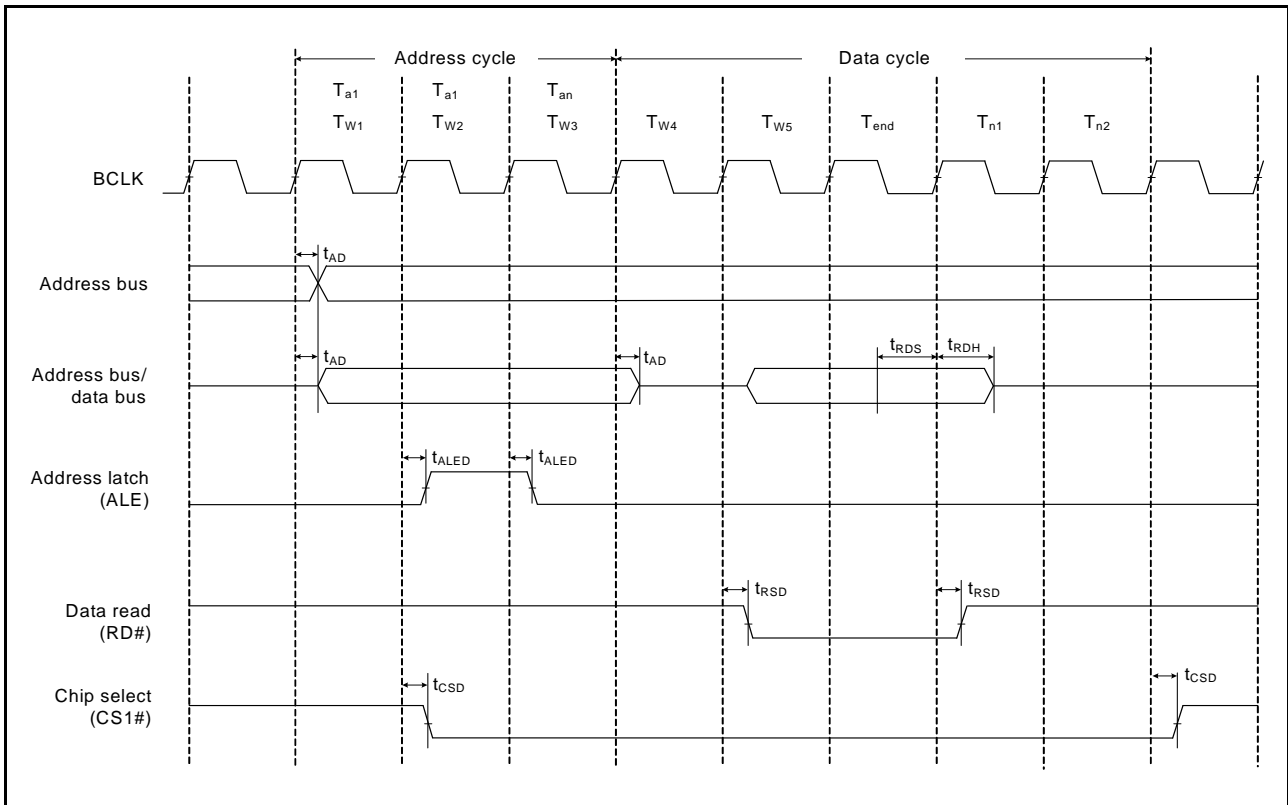 Address cycle Data cycle
Ta1 Ta1 Tan
TW1 TW2 TW3 TW4 TW5 Tend Tn1 Tn2
BCLK
tAD
Address bus
tAD tAD tRDS tRDH
Address bus/
data bus
tALED tALED
Address latch
(ALE)
tRSD tRSD
Data read
(RD#)
tCSD tCSD
Chip select
(CS1#)